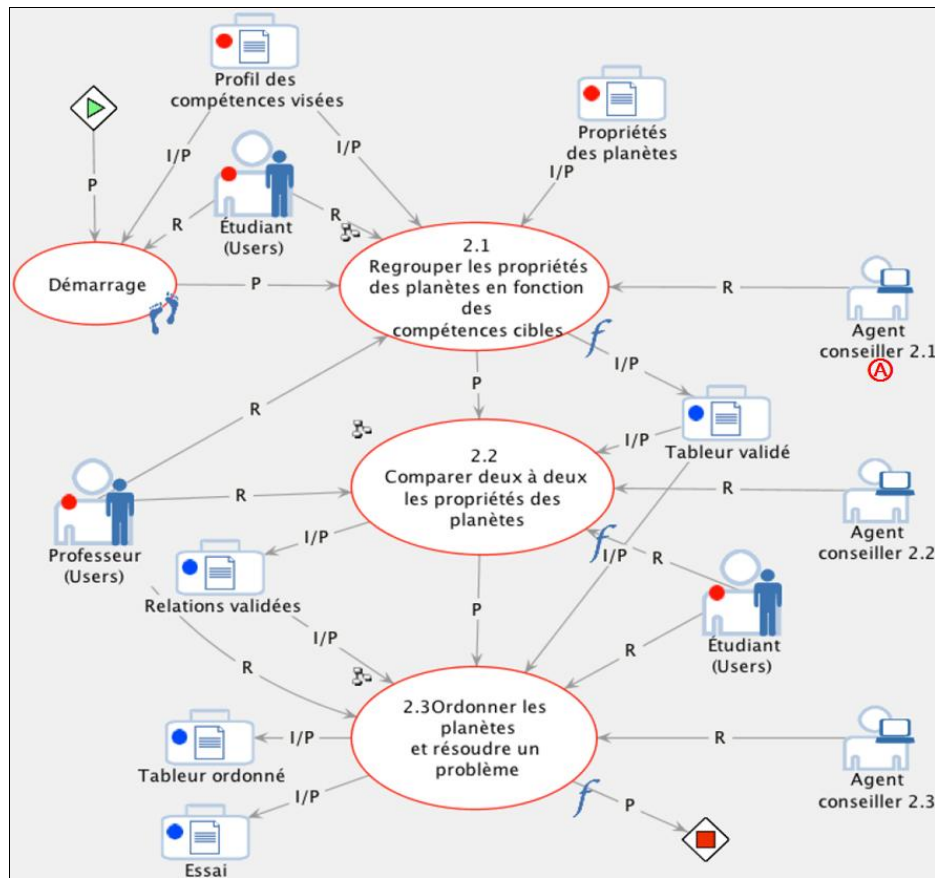 Profil des
compétences visées
Propriétés
des planètes
P
I/P
I/P
I/P
R
R
Étudiant
(Users)
Démarrage
P
2.1
Regrouper les propriétés
des planètes en fonction
des
compétences cibles
R
Agent
conseiller 2.1
A
f
I/P
P
R
Tableur validé
I/P
2.2
Comparer deux à deux
les propriétés des
planètes
R
R
Agent
conseiller 2.2
Professeur
(Users)
I/P
f
I/P
R
Relations validées
P
Étudiant
(Users)
I/P
R
R
2.3Ordonner les
planètes
et résoudre un
problème
I/P
R
Tableur ordonné
Agent
conseiller 2.3
I/P
f
P
Essai